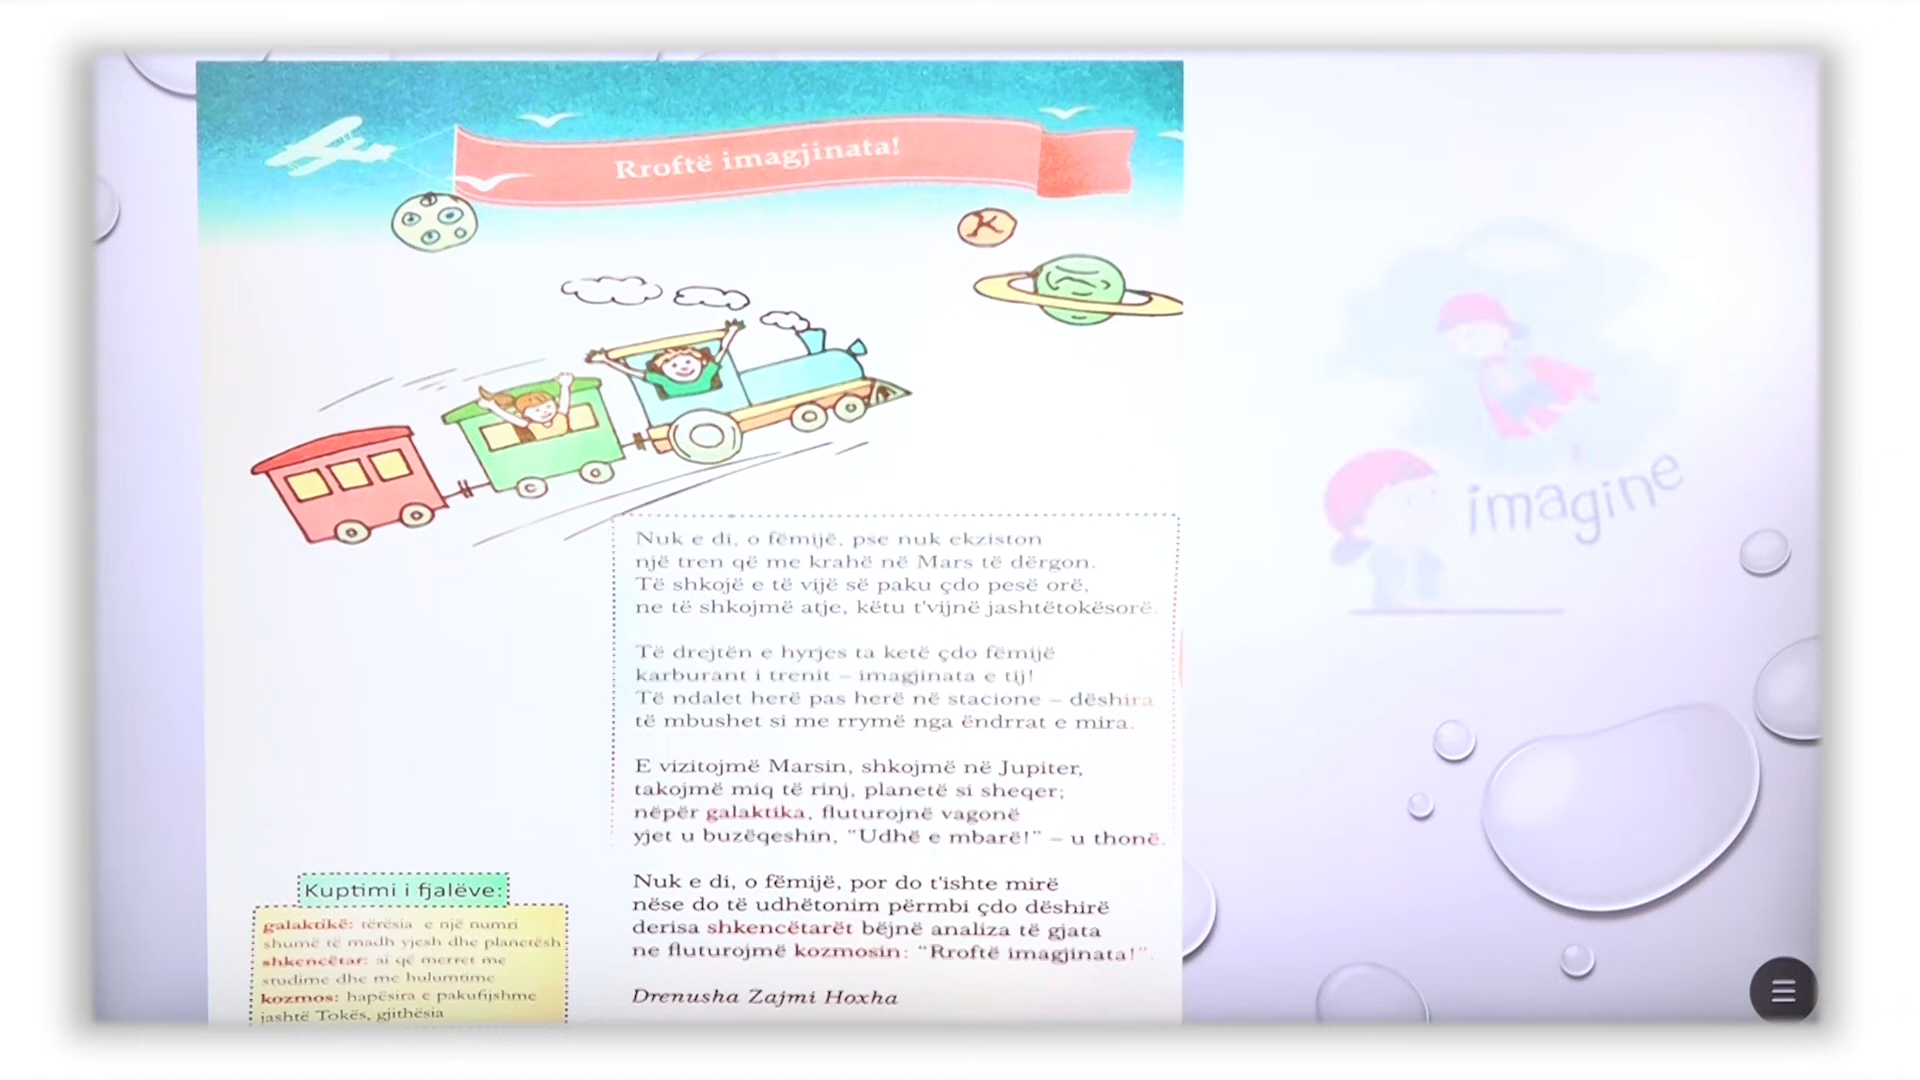 Rroftë imagjinata!
imagine
Nuk e di, o fëmijë, pse nuk ekziston
një tren që me krahë në Mars të dërgon.
Të shkojë e të vijë së paku çdo pesë orë,
ne të shkojmë atje, këtu t'vijnë jashtëtokësorë.
Të drejtën e hyrjes ta ketë çdo fëmijë
karburant i trenit – imagjinata e tij!
Të ndalet herë pas herë në stacione – dëshira
të mbushet si me rrymë nga ëndrrat e mira.
E vizitojmë Marsin, shkojmë në Jupiter,
takojmë miq të rinj, planetë si sheqer;
nëpër galaktika, fluturojnë vagonë
yjet u buzëqeshin, "Udhë e mbarë!" – u thonë.
Nuk e di, o fëmijë, por do t'ishte mirë
nëse do të udhëtonim përmbi çdo dëshirë
derisa shkencëtarët bëjnë analiza të gjata
ne fluturojmë kozmosin: "Rroftë imagjinata!".
Drenusha Zajmi Hoxha
Kuptimi i fjalëve:
galaktikë: tërësia e një numri
shumë të madh yjesh dhe planetësh
shkencëtar: ai që merret me
studime dhe me hulumtime
kozmos: hapësira e pakufijshme
jashtë Tokës, gjithësia